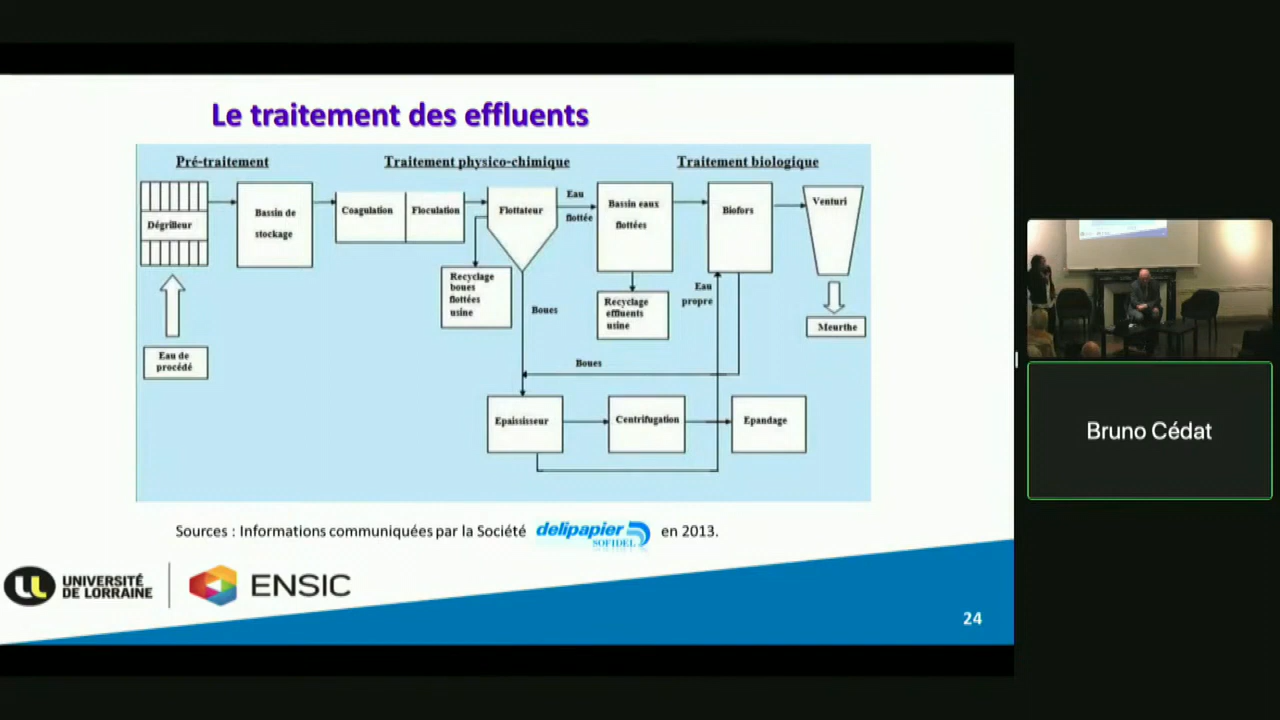 Le traitement des effluents
Pré-traitement
Traitement physico-chimique
Traitement biologique
Dégrilleur
Bassin de
stockage
Coagulation
Floculation
Flottateur
Eau
flottée
Bassin eaux
flottées
Biofors
Venturi
Recyclage
boues
flottées
usine
Boues
Recyclage
effluents
usine
Eau
propre
Meurthe
Eau de
procédé
Boues
Epaississeur
Centrifugation
Epandage
Sources : Informations communiquées par la Société delipapier SOFIDEL en 2013.
UNIVERSITÉ
DE LORRAINE
ENSIC
24
Bruno Cédat